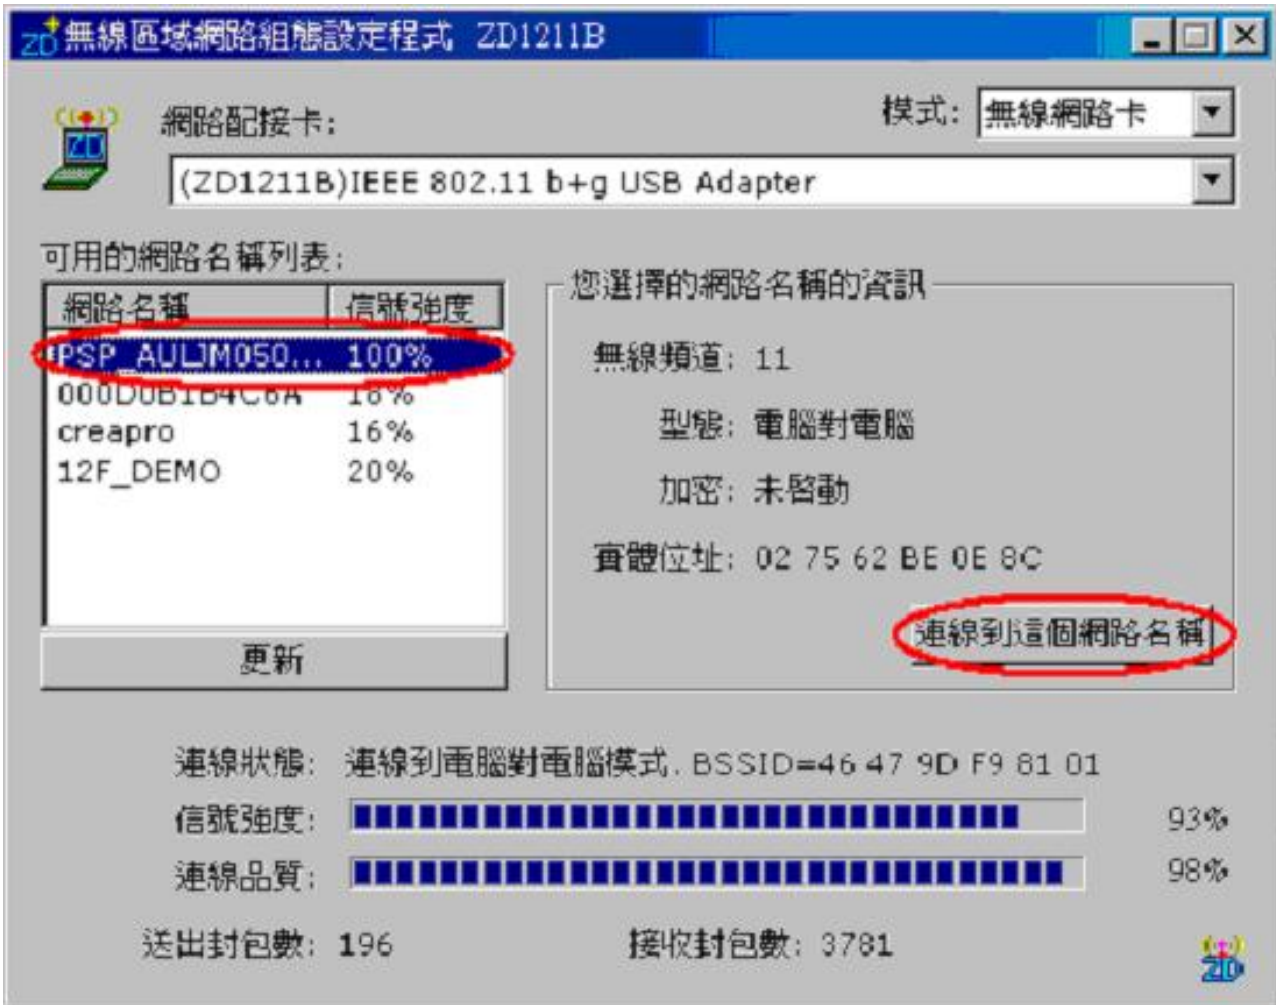 ZD 無線區域網路組態設定程式 ZD1211B
網路配接卡:
模式: 無線網路卡
ZD
(ZD1211B)IEEE 802.11 b+g USB Adapter
可用的網路名稱列表:
您選擇的網路名稱的資訊
網路名稱 信號強度
PSP_AULJM050... 100%
000D0B1B4C8A 18%
creapro 16%
12F_DEMO 20%
無線頻道: 11
型態: 電腦對電腦
加密: 未啟動
實體位址: 02 75 62 BE 0E 8C
連線到這個網路名稱
更新
連線狀態: 連線到電腦對電腦模式. BSSID=46 47 9D F9 81 01
信號強度: 93%
連線品質: 98%
送出封包數: 196 接收封包數: 3781
ZD